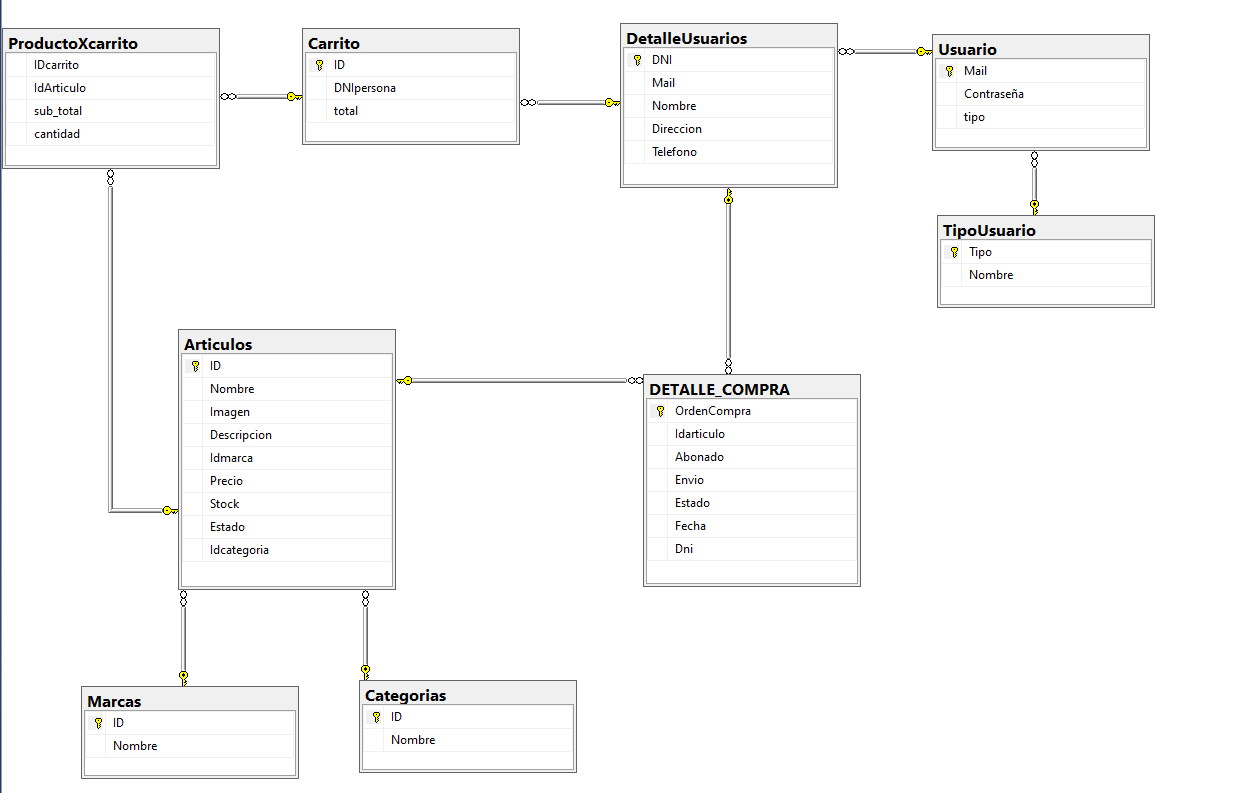 ProductoXcarrito
IDcarrito
IdArticulo
sub_total
cantidad
Carrito
ID
DNIpersona
total
DetalleUsuarios
DNI
Mail
Nombre
Direccion
Telefono
Usuario
Mail
Contraseña
tipo
TipoUsuario
Tipo
Nombre
Articulos
ID
Nombre
Imagen
Descripcion
Idmarca
Precio
Stock
Estado
Idcategoria
DETALLE_COMPRA
OrdenCompra
Idarticulo
Abonado
Envio
Estado
Fecha
Dni
Marcas
ID
Nombre
Categorias
ID
Nombre